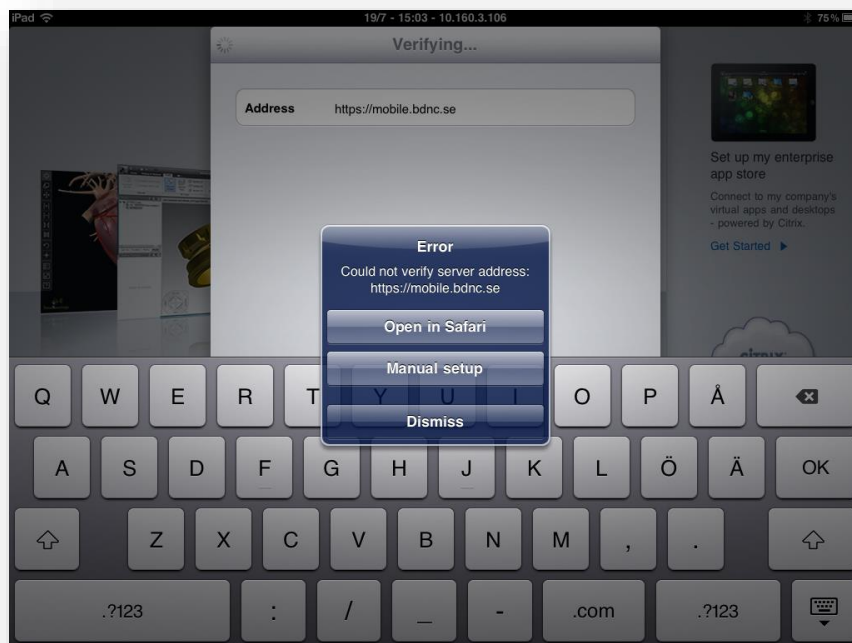 iPad 19/7 - 15:03 - 10.160.3.106 75%
Verifying...
Address https://mobile.bdnc.se
Set up my enterprise
app store
Connect to my company's
virtual apps and desktops
- powered by Citrix.
Get Started
CITRIX
Error
Could not verify server address:
https://mobile.bdnc.se
Open in Safari
Manual setup
Dismiss
Q W E R T Y U I O P Å
A S D F G H J K L Ö Ä OK
Z X C V B N M , .
.?123 : / _ - .com .?123